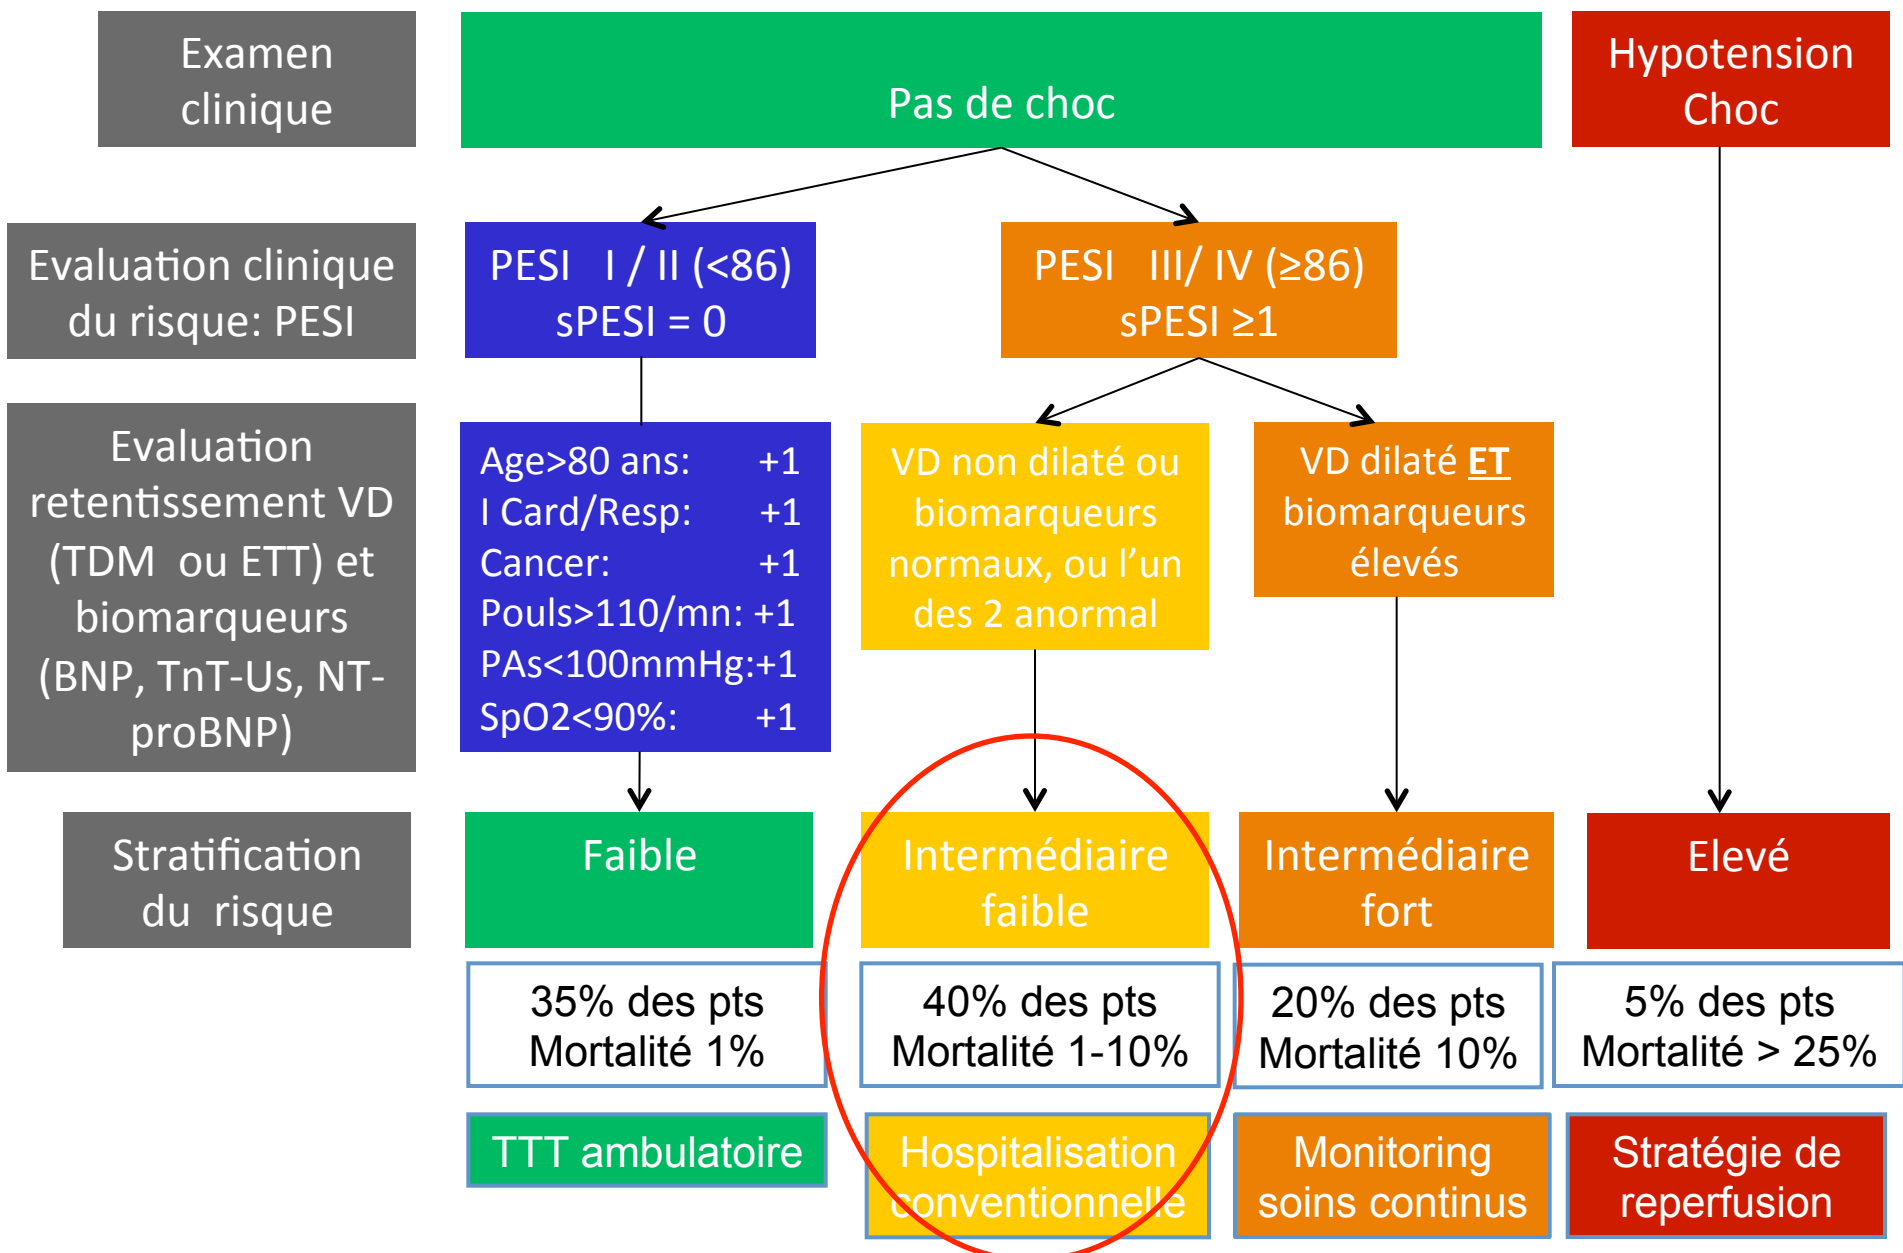 Examen
clinique
Pas de choc
Hypotension
Choc
Evaluation clinique
du risque: PESI
PESI I / II (<86)
sPESI = 0
PESI III/ IV (≥86)
sPESI ≥1
Evaluation
retentissement VD
(TDM ou ETT) et
biomarqueurs
(BNP, TnT-Us, NT-
proBNP)
Age>80 ans: +1
I Card/Resp: +1
Cancer: +1
Pouls>110/mn: +1
PAs<100mmHg:+1
SpO2<90%: +1
VD non dilaté ou
biomarqueurs
normaux, ou l’un
des 2 anormal
VD dilaté ET
biomarqueurs
élevés
Stratification
du risque
Faible
Intermédiaire
faible
Intermédiaire
fort
Elevé
35% des pts
Mortalité 1%
40% des pts
Mortalité 1-10%
20% des pts
Mortalité 10%
5% des pts
Mortalité > 25%
TTT ambulatoire
Hospitalisation
conventionnelle
Monitoring
soins continus
Stratégie de
reperfusion